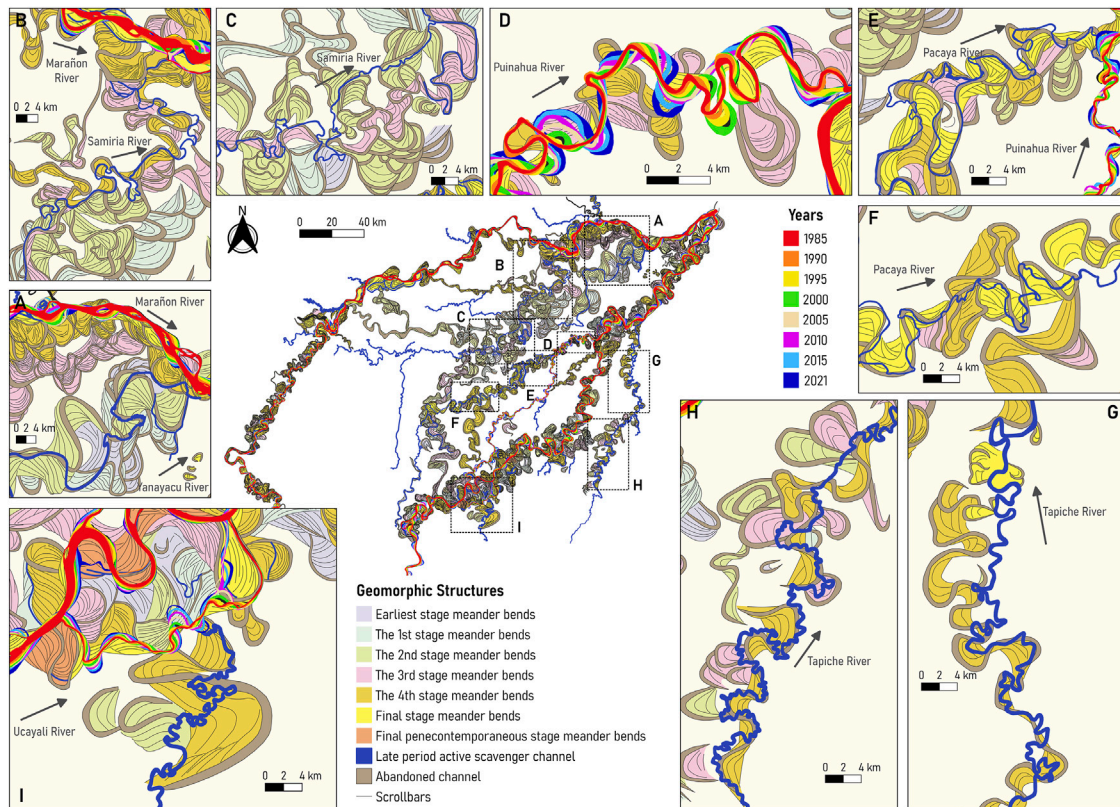 B
Marañon
River
0 2 4 km
Samiria River
C
Samiria River
0 2 4 km
D
Puinahua River
0 2 4 km
E
Pacaya
River
0 2 4 km
Puinahua River
N
0 20 40 km
A
B
C
D
E
F
G
H
I
Years
1985
1990
1995
2000
2005
2010
2015
2021
F
Pacaya River
0 2 4 km
A
Marañon River
0 2 4 km
Yanayacu River
I
Ucayali River
0 2 4 km
Geomorphic Structures
Earliest stage meander bends
The 1st stage meander bends
The 2nd stage meander bends
The 3rd stage meander bends
The 4th stage meander bends
Final stage meander bends
Final penecontemporaneous stage meander bends
Late period active scavenger channel
Abandoned channel
Scrollbars
H
Tapiche River
0 2 4 km
G
Tapiche River
0 2 4 km